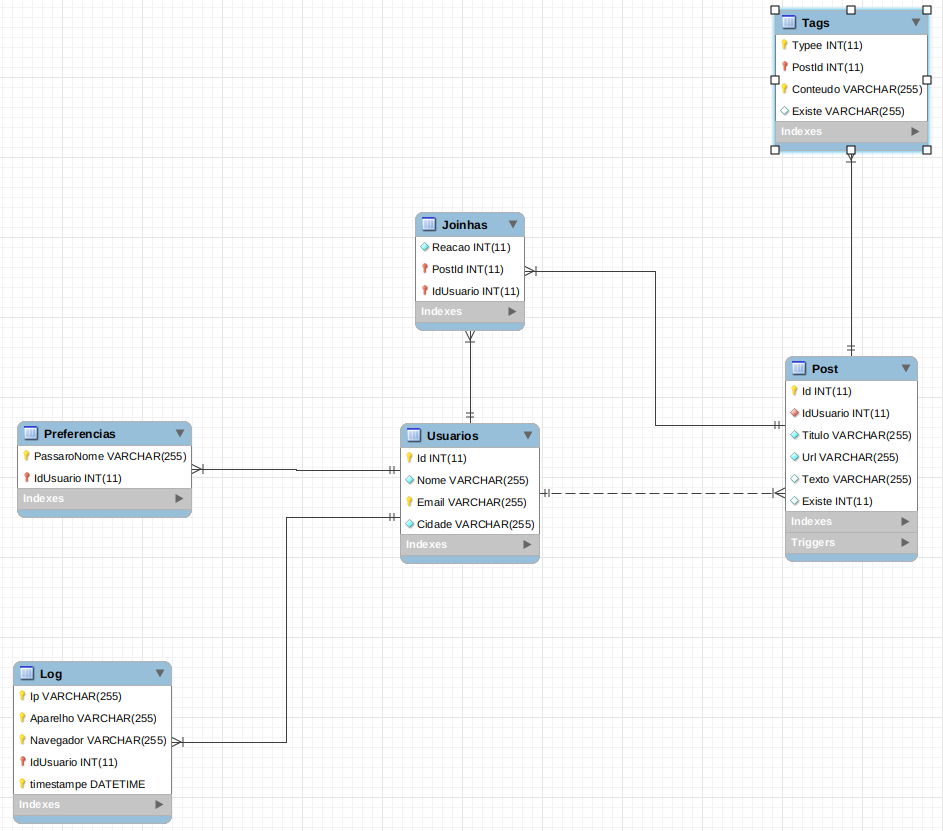 Tags
Typee INT(11)
PostId INT(11)
Conteudo VARCHAR(255)
Existe VARCHAR(255)
Indexes
Joinhas
Reacao INT(11)
PostId INT(11)
IdUsuario INT(11)
Indexes
Post
Id INT(11)
IdUsuario INT(11)
Titulo VARCHAR(255)
Url VARCHAR(255)
Texto VARCHAR(255)
Existe INT(11)
Indexes
Triggers
Preferencias
PassaroNome VARCHAR(255)
IdUsuario INT(11)
Indexes
Usuarios
Id INT(11)
Nome VARCHAR(255)
Email VARCHAR(255)
Cidade VARCHAR(255)
Indexes
Log
Ip VARCHAR(255)
Aparelho VARCHAR(255)
Navegador VARCHAR(255)
IdUsuario INT(11)
timestampe DATETIME
Indexes